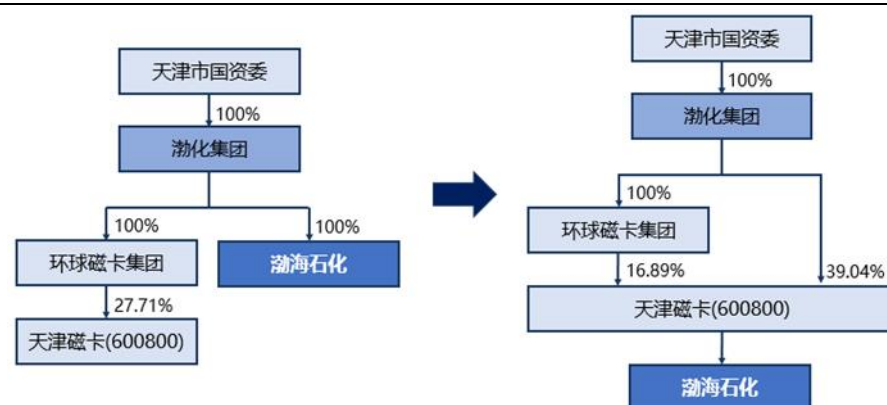 天津市国资委
100%
渤化集团
100%
100%
环球磁卡集团
渤海石化
27.71%
天津磁卡(600800)
天津市国资委
100%
渤化集团
100%
环球磁卡集团
16.89%
39.04%
天津磁卡(600800)
渤海石化